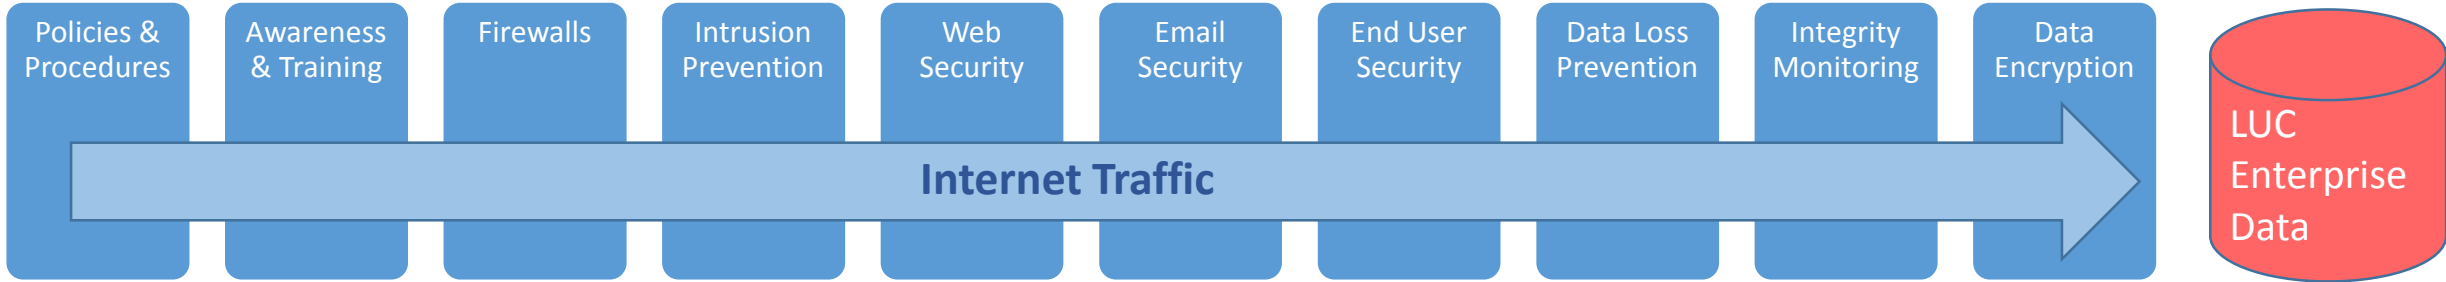 Policies &
Procedures
Awareness
& Training
Firewalls
Intrusion
Prevention
Web
Security
Email
Security
End User
Security
Data Loss
Prevention
Integrity
Monitoring
Data
Encryption
Internet Traffic
LUC
Enterprise
Data